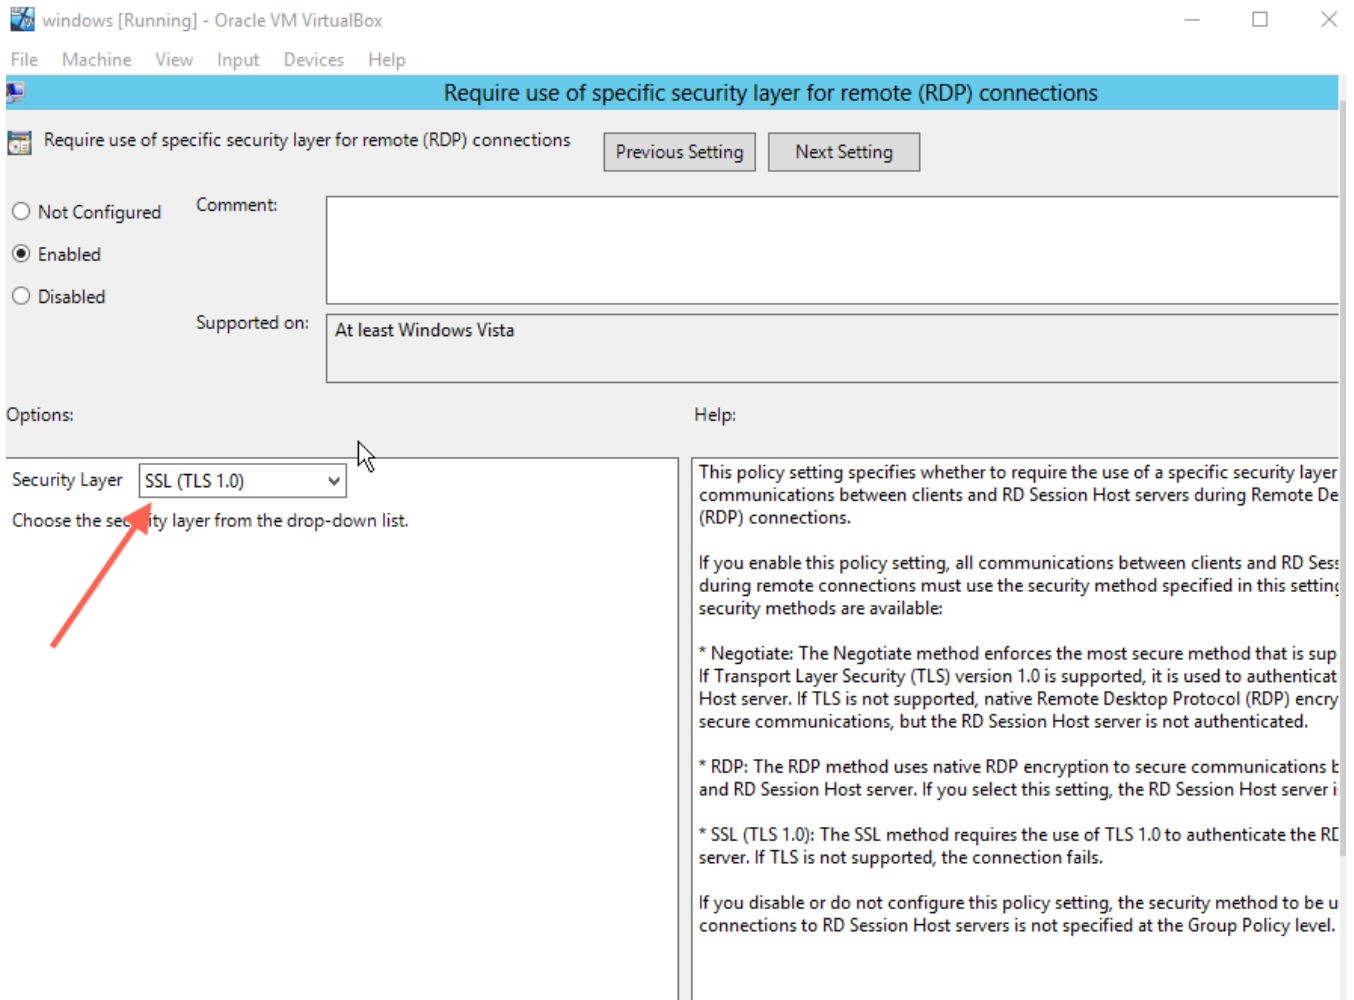 windows [Running] - Oracle VM VirtualBox
File Machine View Input Devices Help
Require use of specific security layer for remote (RDP) connections
Require use of specific security layer for remote (RDP) connections
Previous Setting
Next Setting
Not Configured
Comment:
Enabled
Disabled
Supported on:
At least Windows Vista
Options:
Help:
Security Layer
SSL (TLS 1.0)
Choose the security layer from the drop-down list.
This policy setting specifies whether to require the use of a specific security layer
communications between clients and RD Session Host servers during Remote De
(RDP) connections.
If you enable this policy setting, all communications between clients and RD Sess
during remote connections must use the security method specified in this setting
security methods are available:
* Negotiate: The Negotiate method enforces the most secure method that is sup
If Transport Layer Security (TLS) version 1.0 is supported, it is used to authenticat
Host server. If TLS is not supported, native Remote Desktop Protocol (RDP) encry
secure communications, but the RD Session Host server is not authenticated.
* RDP: The RDP method uses native RDP encryption to secure communications b
and RD Session Host server. If you select this setting, the RD Session Host server i
* SSL (TLS 1.0): The SSL method requires the use of TLS 1.0 to authenticate the RD
server. If TLS is not supported, the connection fails.
If you disable or do not configure this policy setting, the security method to be u
connections to RD Session Host servers is not specified at the Group Policy level.